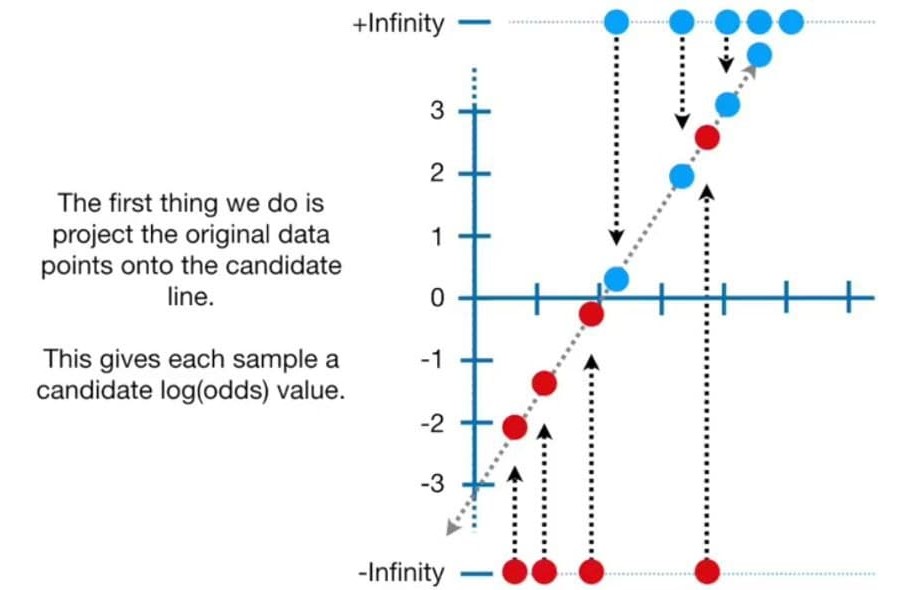 +Infinity
3
2
The first thing we do is
project the original data
1
points onto the candidate
line.
0
This gives each sample a
-1
candidate log(odds) value.
-2
-3
-Infinity